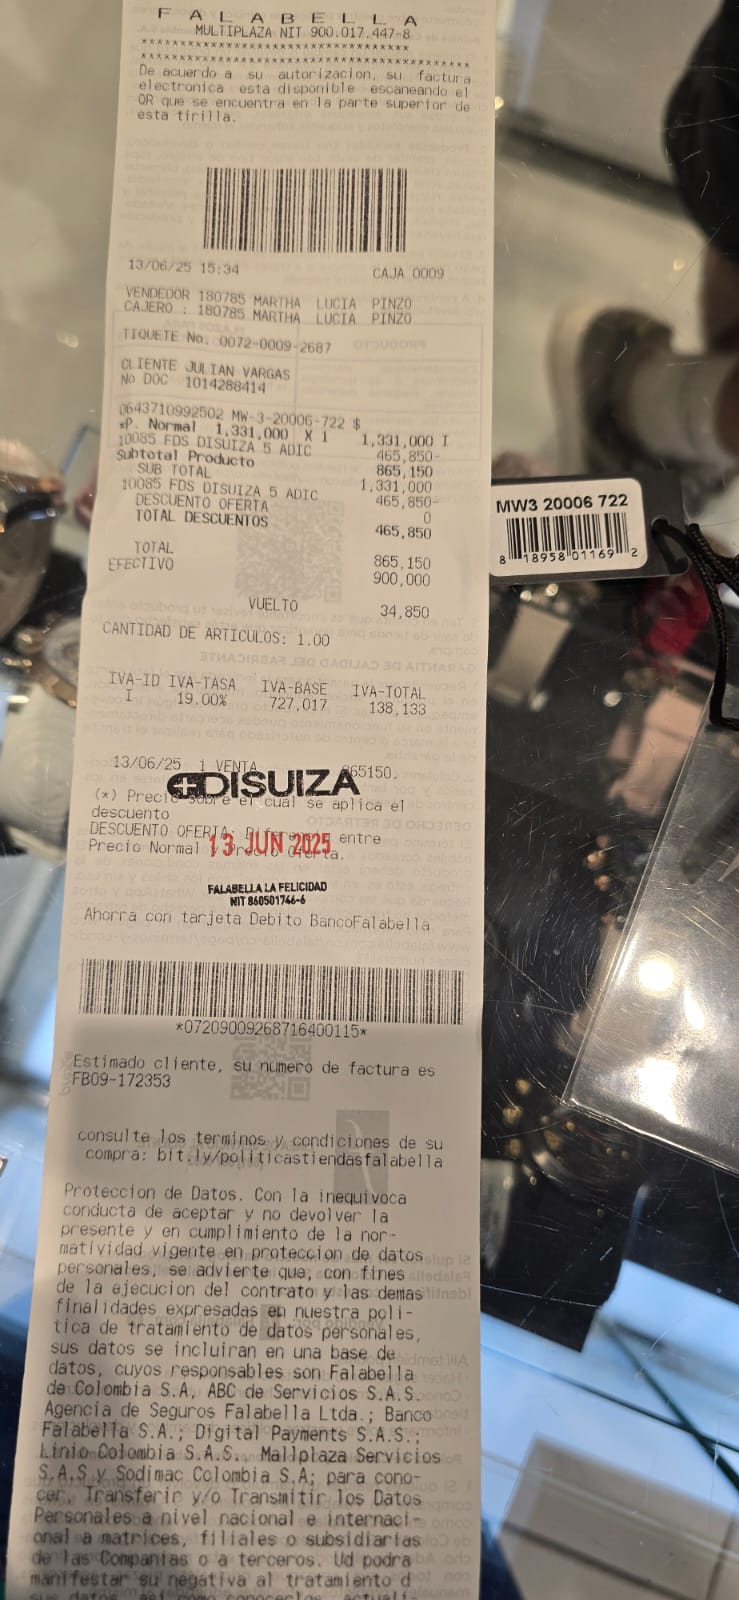 F A L A B E L L A
MULTIPLAZA NIT 900.017.447-8
************************************
********************************************
De acuerdo a su autorizacion, su factura
electronica esta disponible escaneando el
QR que se encuentra en la parte superior de
esta tirilla.
13/06/25 15:34 CAJA 0009
VENDEDOR 180785 MARTHA LUCIA PINZO
CAJERO : 180785 MARTHA LUCIA PINZO
TIQUETE No. 0072-0009-2687
CLIENTE JULIAN VARGAS
No DOC 1014288414
0643710992502 MW-3-20006-722 $
*P. Normal 1,331,000 X 1 1,331,000 I
10085 FDS DISUIZA 5 ADIC 465,850-
Subtotal Producto 865,150
SUB TOTAL 1,331,000
10085 FDS DISUIZA 5 ADIC 465,850-
DESCUENTO OFERTA 0
TOTAL DESCUENTOS 465,850
TOTAL 865,150
EFECTIVO 900,000
VUELTO 34,850
CANTIDAD DE ARTICULOS: 1.00
IVA-ID IVA-TASA IVA-BASE IVA-TOTAL
I 19.00% 727,017 138,133
13/06/25 1 VENTA 865150.
DISUIZA
(*) Precio sobre el cual se aplica el
descuento
DESCUENTO OFERTA: Diferencia entre
Precio Normal y Precio Oferta.
13 JUN 2025
FALABELLA LA FELICIDAD
NIT 860501746-6
Ahorra con tarjeta Debito BancoFalabella
*07209009268716400115*
Estimado cliente, su numero de factura es
FB09-172353
consulte los terminos y condiciones de su
compra: bit.ly/politicastiendasfalabella
Proteccion de Datos. Con la inequivoca
conducta de aceptar y no devolver la
presente y en cumplimiento de la nor-
matividad vigente en proteccion de datos
personales, se advierte que, con fines
de la ejecucion del contrato y las demas
finalidades expresadas en nuestra poli-
tica de tratamiento de datos personales,
sus datos se incluiran en una base de
datos, cuyos responsables son Falabella
de Colombia S.A, ABC de Servicios S.A.S.
Agencia de Seguros Falabella Ltda.; Banco
Falabella S.A.; Digital Payments S.A.S.;
Linio Colombia S.A.S., Mallplaza Servicios
S.A.S y Sodimac Colombia S.A; para cono-
cer, Transferir y/o Transmitir los Datos
Personales a nivel nacional e internaci-
onal a matrices, filiales o subsidiarias
de las Companias o a terceros. Ud podra
manifestar su negativa al tratamiento d
sus datos, asi como conocerlos, actuali-
MW3 20006 722
8 18958 01169 2